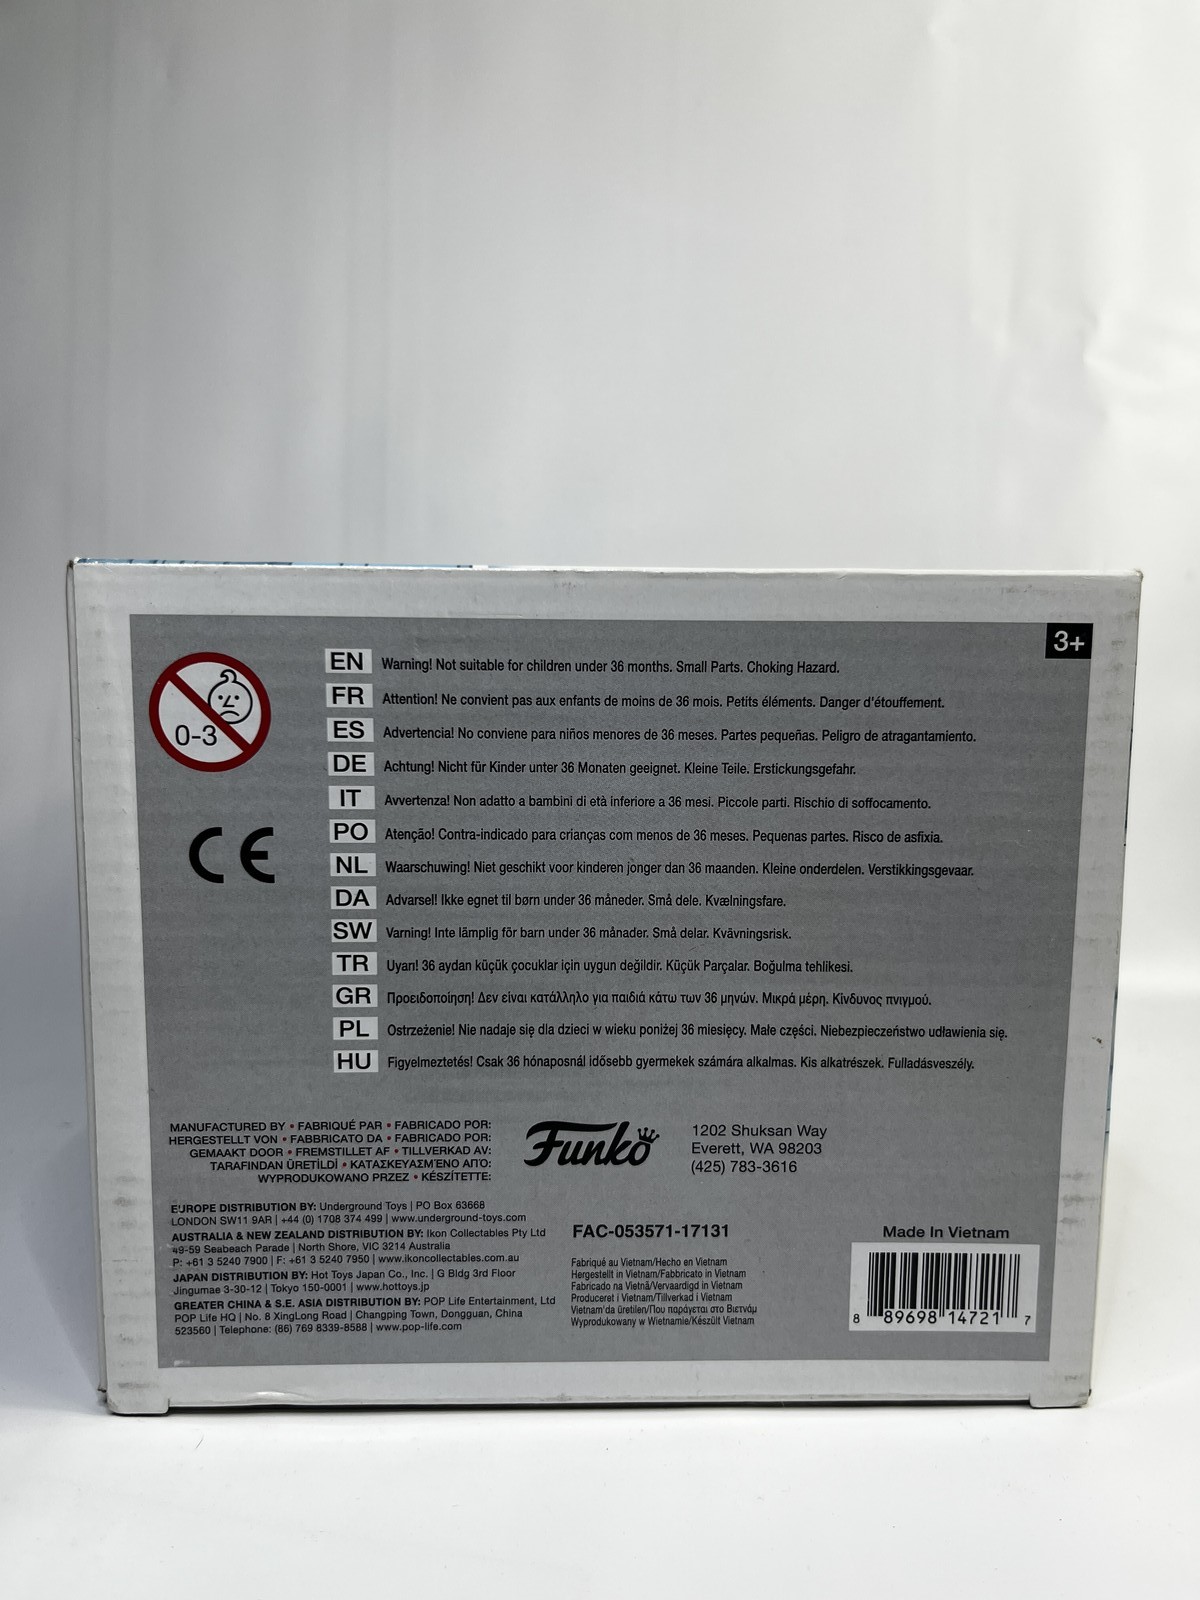 3+
0-3
EN Warning! Not suitable for children under 36 months. Small Parts. Choking Hazard.
FR Attention! Ne convient pas aux enfants de moins de 36 mois. Petits éléments. Danger d'étouffement.
ES Advertencia! No conviene para niños menores de 36 meses. Partes pequeñas. Peligro de atragantamiento.
DE Achtung! Nicht für Kinder unter 36 Monaten geeignet. Kleine Teile. Erstickungsgefahr.
IT Avvertenza! Non adatto a bambini di età inferiore a 36 mesi. Piccole parti. Rischio di soffocamento.
PO Atenção! Contra-indicado para crianças com menos de 36 meses. Pequenas partes. Risco de asfixia.
NL Waarschuwing! Niet geschikt voor kinderen jonger dan 36 maanden. Kleine onderdelen. Verstikkingsgevaar.
DA Advarsel! Ikke egnet til børn under 36 måneder. Små dele. Kvælningsfare.
SW Varning! Inte lämplig för barn under 36 månader. Små delar. Kvävningsrisk.
TR Uyarı! 36 aydan küçük çocuklar için uygun değildir. Küçük Parçalar. Boğulma tehlikesi.
GR Προειδοποίηση! Δεν είναι κατάλληλο για παιδιά κάτω των 36 μηνών. Μικρά μέρη. Κίνδυνος πνιγμού.
PL Ostrzeżenie! Nie nadaje się dla dzieci w wieku poniżej 36 miesięcy. Małe części. Niebezpieczeństwo udławienia się.
HU Figyelmeztetés! Csak 36 hónaposnál idősebb gyermekek számára alkalmas. Kis alkatrészek. Fulladásveszély.
CE
MANUFACTURED BY • FABRIQUÉ PAR • FABRICADO POR:
HERGESTELLT VON • FABBRICATO DA • FABRICADO POR:
GEMAAKT DOOR • FREMSTILLET AF • TILLVERKAD AV:
TARAFINDAN ÜRETİLDİ • ΚΑΤΑΣΚΕΥΑΣΜΈΝΟ ΑΠΌ:
WYPRODUKOWANO PRZEZ • KÉSZÍTETTE:
Funko
1202 Shuksan Way
Everett, WA 98203
(425) 783-3616
EUROPE DISTRIBUTION BY: Underground Toys | PO Box 63668
LONDON SW11 9AR | +44 (0) 1708 374 499 | www.underground-toys.com
AUSTRALIA & NEW ZEALAND DISTRIBUTION BY: Ikon Collectables Pty Ltd
49-59 Seabeach Parade | North Shore, VIC 3214 Australia
P: +61 3 5240 7900 | F: +61 3 5240 7950 | www.ikoncollectables.com.au
JAPAN DISTRIBUTION BY: Hot Toys Japan Co., Inc. | G Bldg 3rd Floor
Jingumae 3-30-12 | Tokyo 150-0001 | www.hottoys.jp
GREATER CHINA & S.E. ASIA DISTRIBUTION BY: POP Life Entertainment, Ltd
POP Life HQ | No. 8 XingLong Road | Changping Town, Dongguan, China
523560 | Telephone: (86) 769 8339-8588 | www.pop-life.com
FAC-053571-17131
Fabriqué au Vietnam/Hecho en Vietnam
Hergestellt in Vietnam/Fabbricato in Vietnam
Fabricado na Vietnã/Vervaardigd in Vietnam
Produceret i Vietnam/Tillverkad i Vietnam
Vietnam'da üretilen/Που παράγεται στο Βιετνάμ
Wyprodukowany w Wietnamie/Készült Vietnam
Made In Vietnam
8 89698 14721 7